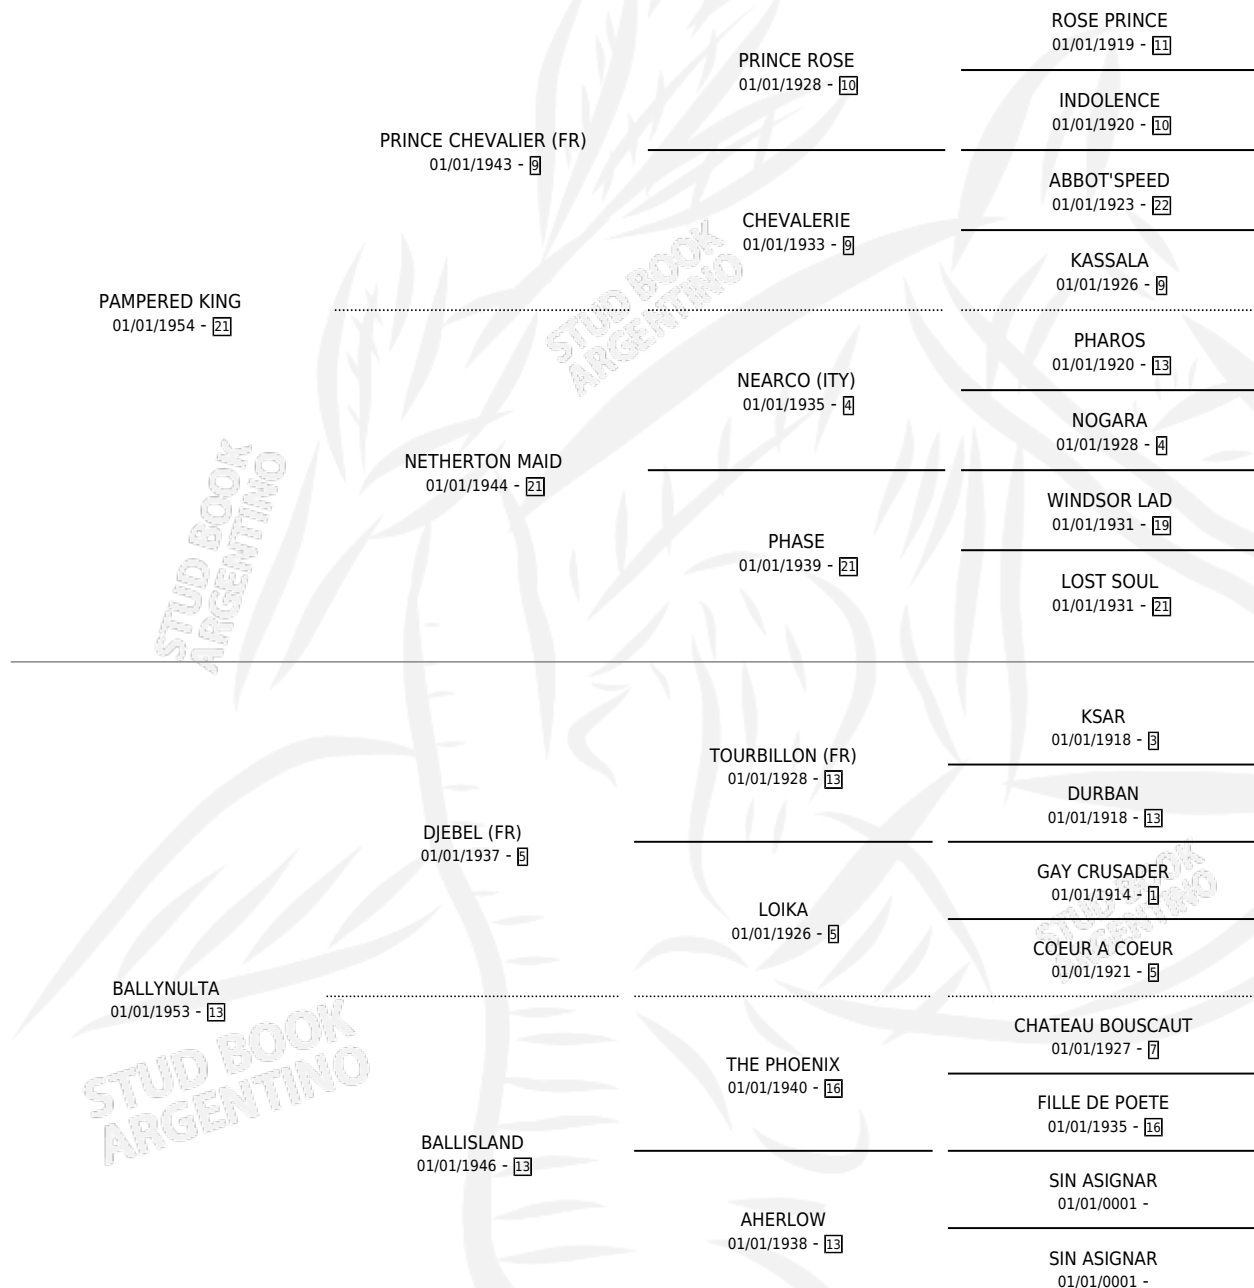 ROSE PRINCE
01/01/1919 - 11
PRINCE ROSE
01/01/1928 - 10
INDOLENCE
01/01/1920 - 10
PRINCE CHEVALIER (FR)
01/01/1943 - 9
ABBOT'SPEED
01/01/1923 - 22
CHEVALERIE
01/01/1933 - 9
KASSALA
01/01/1926 - 9
PAMPERED KING
01/01/1954 - 21
PHAROS
01/01/1920 - 13
NEARCO (ITY)
01/01/1935 - 4
NOGARA
01/01/1928 - 4
NETHERTON MAID
01/01/1944 - 21
WINDSOR LAD
01/01/1931 - 19
PHASE
01/01/1939 - 21
LOST SOUL
01/01/1931 - 21
STUD BOOK
ARGENTINO
STUD BOOK
ARGENTINO
KSAR
01/01/1918 - 3
TOURBILLON (FR)
01/01/1928 - 13
DURBAN
01/01/1918 - 13
DJEBEL (FR)
01/01/1937 - 5
GAY CRUSADER
01/01/1914 - 1
LOIKA
01/01/1926 - 5
COEUR A COEUR
01/01/1921 - 5
STUD BOOK
ARGENTINO
BALLYNULTA
01/01/1953 - 13
CHATEAU BOUSCAUT
01/01/1927 - 7
THE PHOENIX
01/01/1940 - 16
FILLE DE POETE
01/01/1935 - 16
BALLISLAND
01/01/1946 - 13
SIN ASIGNAR
01/01/0001 -
AHERLOW
01/01/1938 - 13
SIN ASIGNAR
01/01/0001 -
STUD BOOK
ARGENTINO